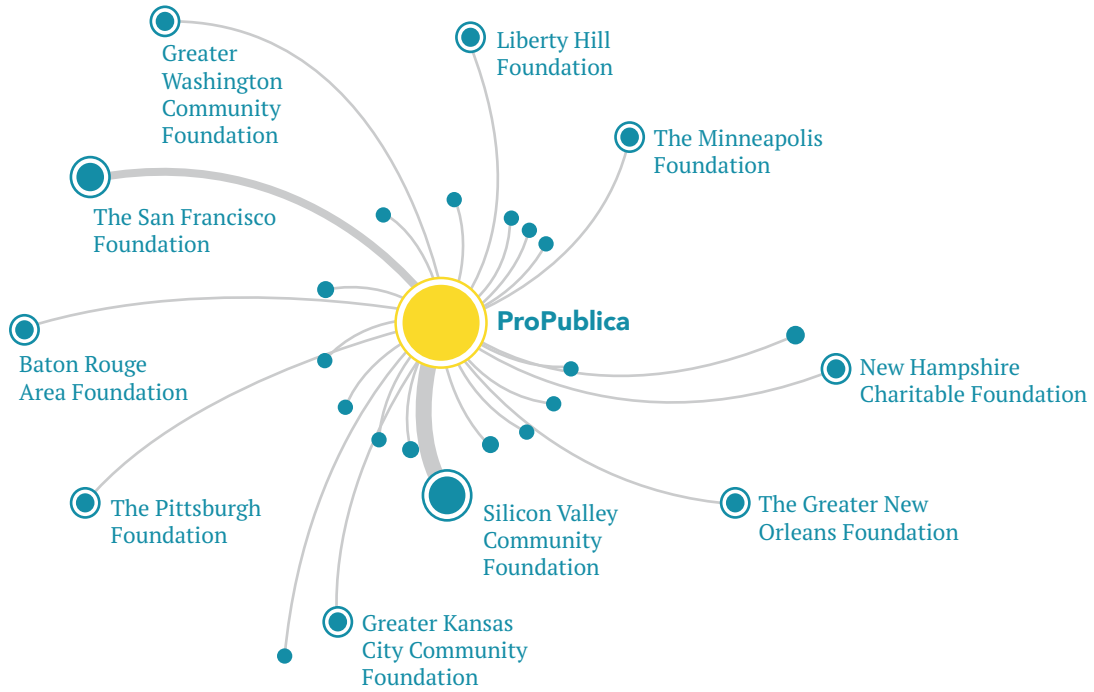 Greater
Washington
Community
Foundation
Liberty Hill
Foundation
The Minneapolis
Foundation
The San Francisco
Foundation
ProPublica
Baton Rouge
Area Foundation
New Hampshire
Charitable Foundation
The Pittsburgh
Foundation
Silicon Valley
Community
Foundation
The Greater New
Orleans Foundation
Greater Kansas
City Community
Foundation